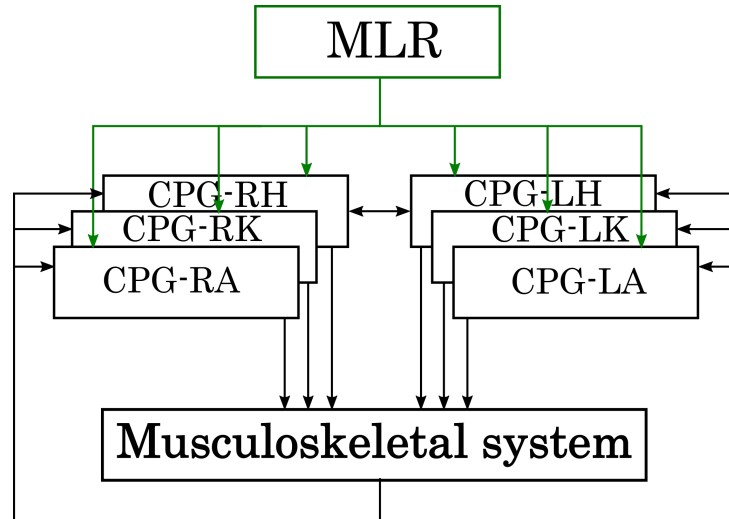 MLR
CPG-RH
CPG-LH
CPG-RK
CPG-LK
CPG-RA
CPG-LA
Musculoskeletal system